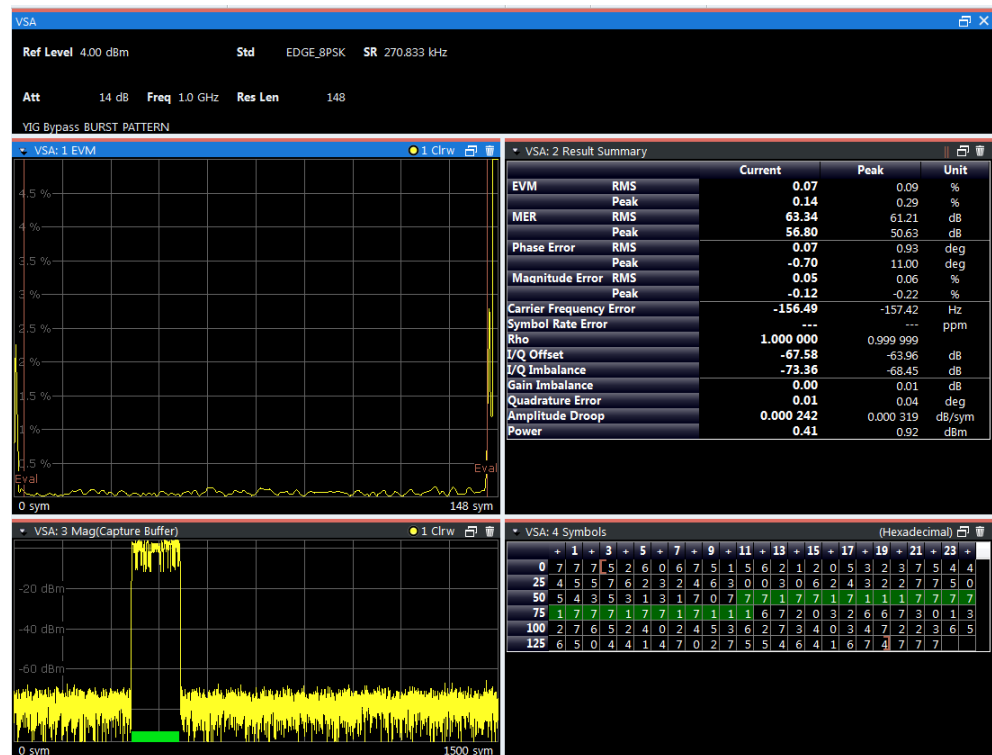 VSA
Ref Level 4.00 dBm Std EDGE_8PSK SR 270.833 kHz
Att 14 dB Freq 1.0 GHz Res Len 148
YIG Bypass BURST PATTERN
VSA: 1 EVM 1 Clrw
4.5 %
4 %
3.5 %
3 %
2.5 %
2 %
1.5 %
1 %
0.5 %
Eval
Eval
0 sym 148 sym
VSA: 2 Result Summary
Current Peak Unit
EVM RMS 0.07 0.09 %
Peak 0.14 0.29 %
MER RMS 63.34 61.21 dB
Peak 56.80 50.63 dB
Phase Error RMS 0.07 0.93 deg
Peak -0.70 11.00 deg
Magnitude Error RMS 0.05 0.06 %
Peak -0.12 -0.22 %
Carrier Frequency Error -156.49 -157.42 Hz
Symbol Rate Error --- --- ppm
Rho 1.000 000 0.999 999
I/Q Offset -67.58 -63.96 dB
I/Q Imbalance -73.36 -68.45 dB
Gain Imbalance 0.00 0.01 dB
Quadrature Error 0.01 0.04 deg
Amplitude Droop 0.000 242 0.000 319 dB/sym
Power 0.41 0.92 dBm
VSA: 3 Mag(Capture Buffer) 1 Clrw
-20 dBm
-40 dBm
-60 dBm
0 sym 1500 sym
VSA: 4 Symbols (Hexadecimal)
+ 1 + 3 + 5 + 7 + 9 + 11 + 13 + 15 + 17 + 19 + 21 + 23 +
0 7 7 7 [5 2 6 0 6 7 5 1 5 6 2 1 2 0 5 3 2 3 7 5 4 4
25 4 5 5 7 6 2 3 2 4 6 3 0 0 3 0 6 2 4 3 2 2 7 7 5 0
50 5 4 3 5 3 1 3 1 7 0 7 7 7 1 7 7 1 7 1 1 1 7 7 7 7
75 1 7 7 7 1 7 7 1 7 1 1 1 6 7 2 0 3 2 6 6 7 3 0 1 3
100 2 7 6 5 2 4 0 2 4 5 3 6 2 7 3 4 0 3 4 7 2 2 3 6 5
125 6 5 0 4 4 1 4 7 0 2 7 5 5 4 6 4 1 6 7 4] 7 7 7